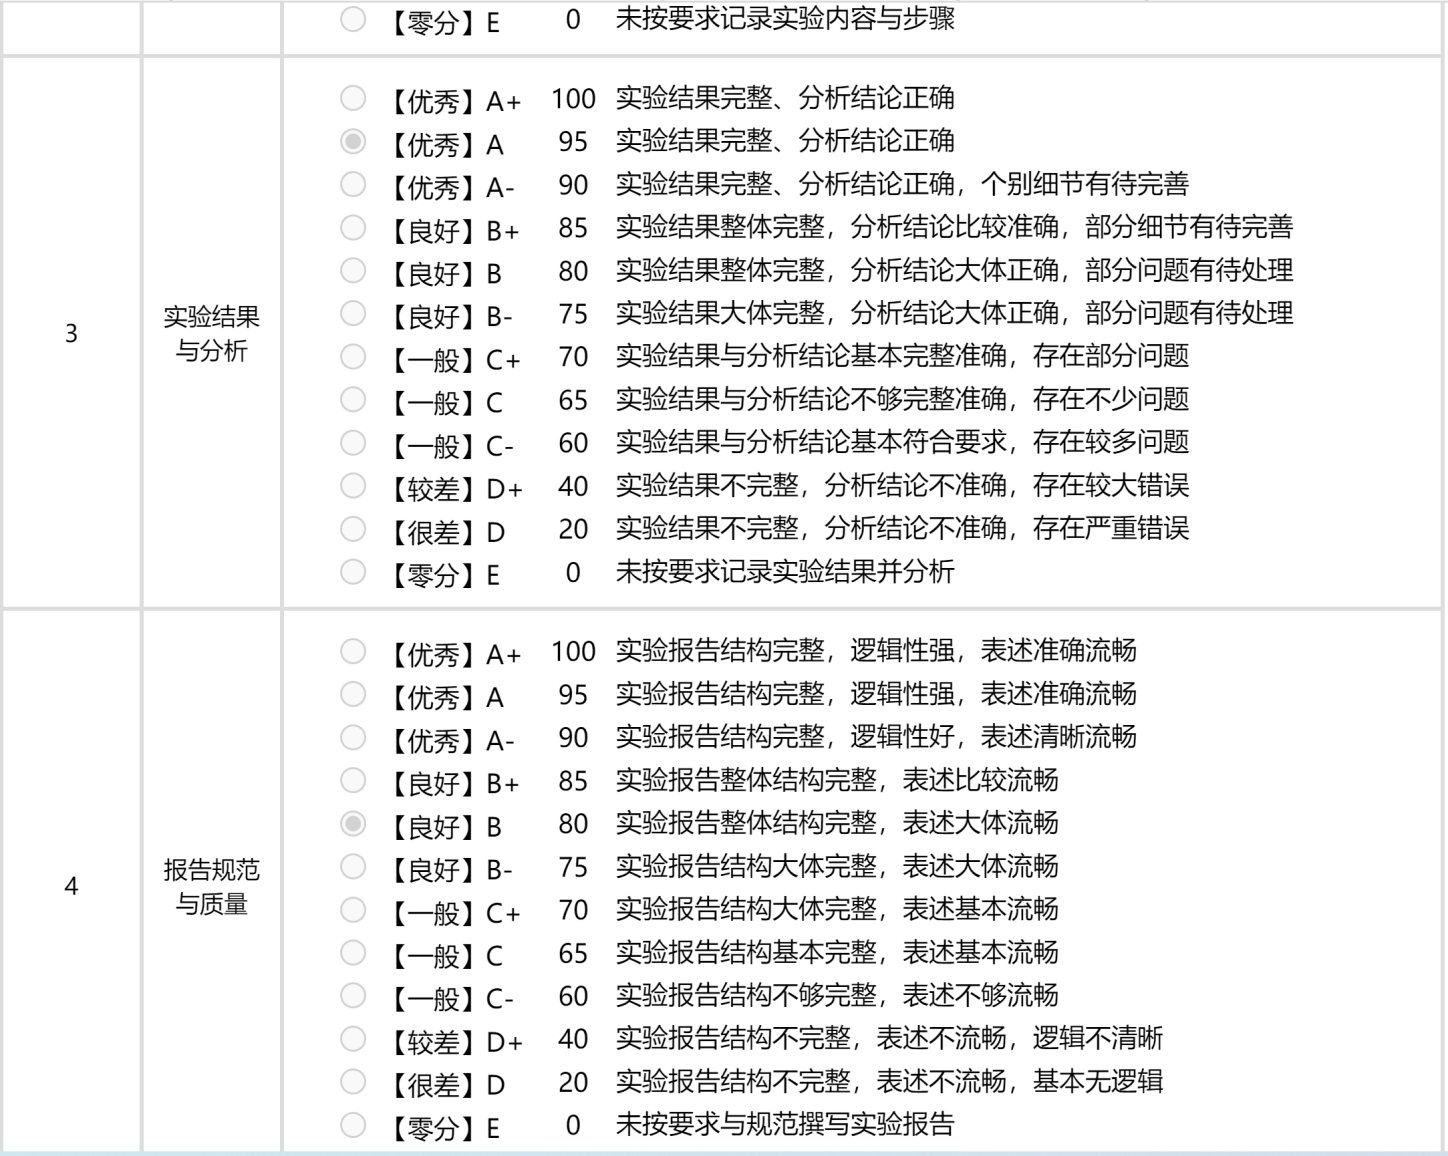 【零分】E 0 未按要求记录实验内容与步骤
3
实验结果
与分析
【优秀】A+ 100 实验结果完整、分析结论正确
【优秀】A 95 实验结果完整、分析结论正确
【优秀】A- 90 实验结果完整、分析结论正确，个别细节有待完善
【良好】B+ 85 实验结果整体完整，分析结论比较准确，部分细节有待完善
【良好】B 80 实验结果整体完整，分析结论大体正确，部分问题有待处理
【良好】B- 75 实验结果大体完整，分析结论大体正确，部分问题有待处理
【一般】C+ 70 实验结果与分析结论基本完整准确，存在部分问题
【一般】C 65 实验结果与分析结论不够完整准确，存在不少问题
【一般】C- 60 实验结果与分析结论基本符合要求，存在较多问题
【较差】D+ 40 实验结果不完整，分析结论不准确，存在较大错误
【很差】D 20 实验结果不完整，分析结论不准确，存在严重错误
【零分】E 0 未按要求记录实验结果并分析
4
报告规范
与质量
【优秀】A+ 100 实验报告结构完整，逻辑性强，表述准确流畅
【优秀】A 95 实验报告结构完整，逻辑性强，表述准确流畅
【优秀】A- 90 实验报告结构完整，逻辑性好，表述清晰流畅
【良好】B+ 85 实验报告整体结构完整，表述比较流畅
【良好】B 80 实验报告整体结构完整，表述大体流畅
【良好】B- 75 实验报告结构大体完整，表述大体流畅
【一般】C+ 70 实验报告结构大体完整，表述基本流畅
【一般】C 65 实验报告结构基本完整，表述基本流畅
【一般】C- 60 实验报告结构不够完整，表述不够流畅
【较差】D+ 40 实验报告结构不完整，表述不流畅，逻辑不清晰
【很差】D 20 实验报告结构不完整，表述不流畅，基本无逻辑
【零分】E 0 未按要求与规范撰写实验报告